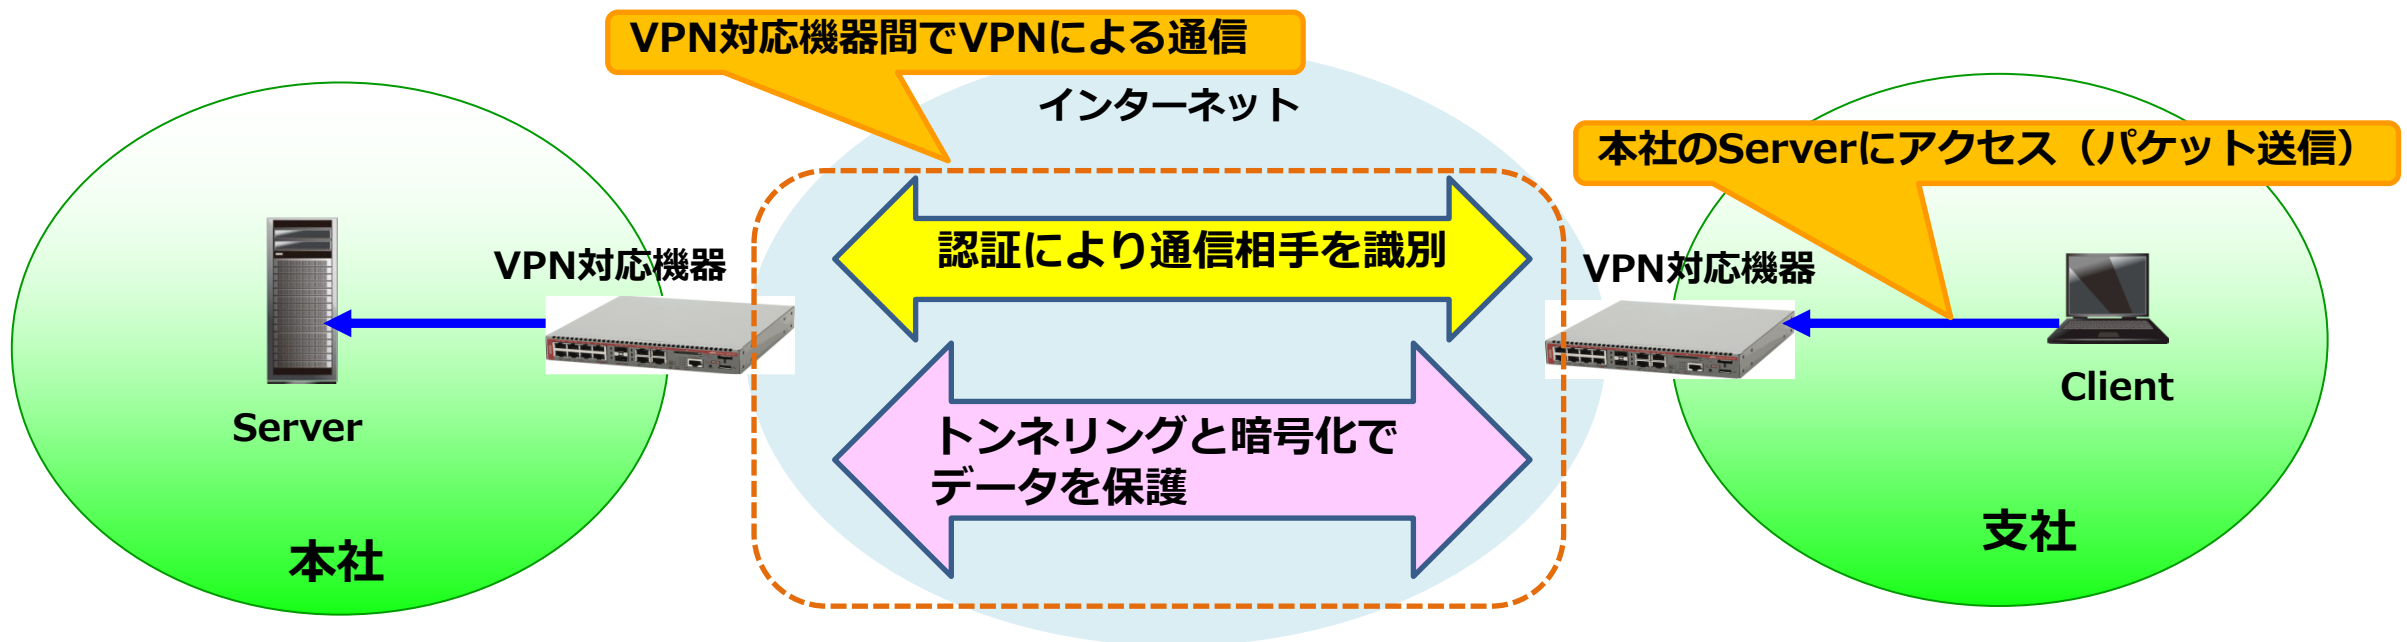 VPN対応機器間でVPNによる通信
インターネット
本社のServerにアクセス（パケット送信）
認証により通信相手を識別
VPN対応機器
VPN対応機器
Client
Server
トンネリングと暗号化で
データを保護
本社
支社